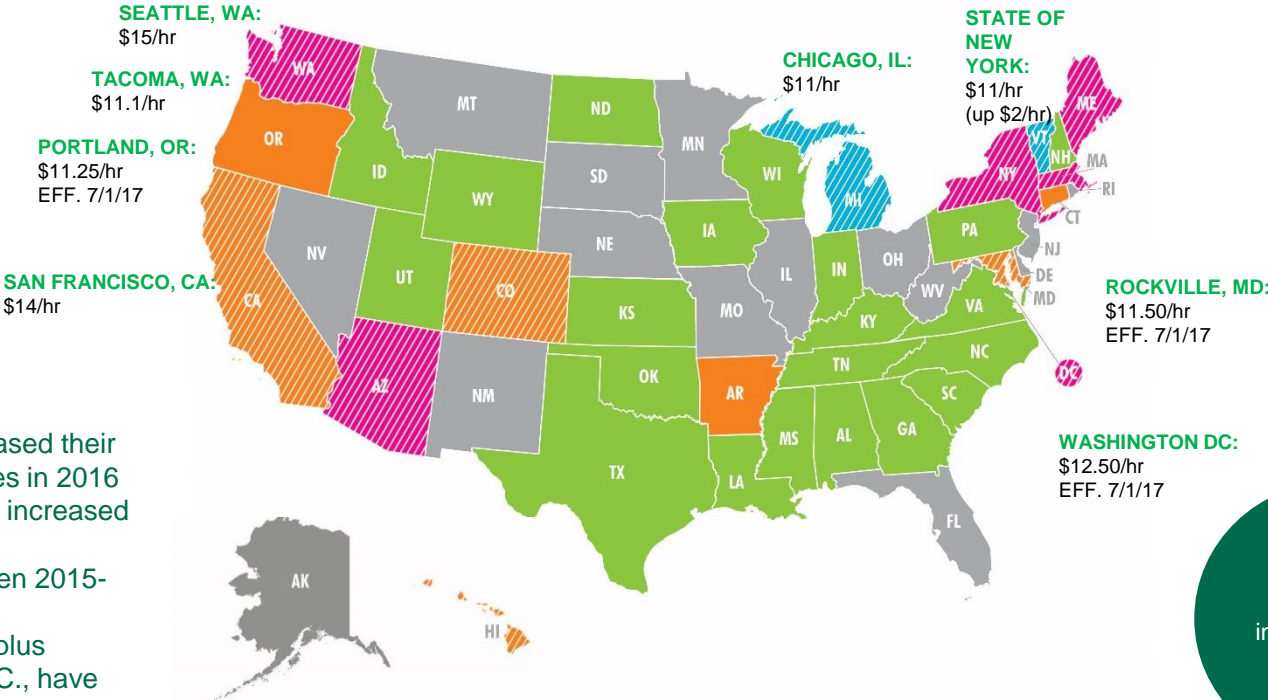 SEATTLE, WA:
$15/hr
TACOMA, WA:
$11.1/hr
PORTLAND, OR:
$11.25/hr
EFF. 7/1/17
SAN FRANCISCO, CA:
$14/hr
CHICAGO, IL:
$11/hr
STATE OF
NEW
YORK:
$11/hr
(up $2/hr)
ROCKVILLE, MD:
$11.50/hr
EFF. 7/1/17
WASHINGTON DC:
$12.50/hr
EFF. 7/1/17
WA
MT
ND
MN
OR
ID
SD
WY
WI
MI
VT
NH
ME
NY
MA
RI
CT
NV
UT
CO
NE
IA
IL
IN
OH
PA
NJ
DE
MD
WV
VA
CA
KS
MO
KY
NC
TN
DC
AZ
NM
OK
AR
SC
MS
AL
GA
TX
LA
FL
AK
HI
ased their
es in 2016
increased
en 2015-
plus
C., have
in